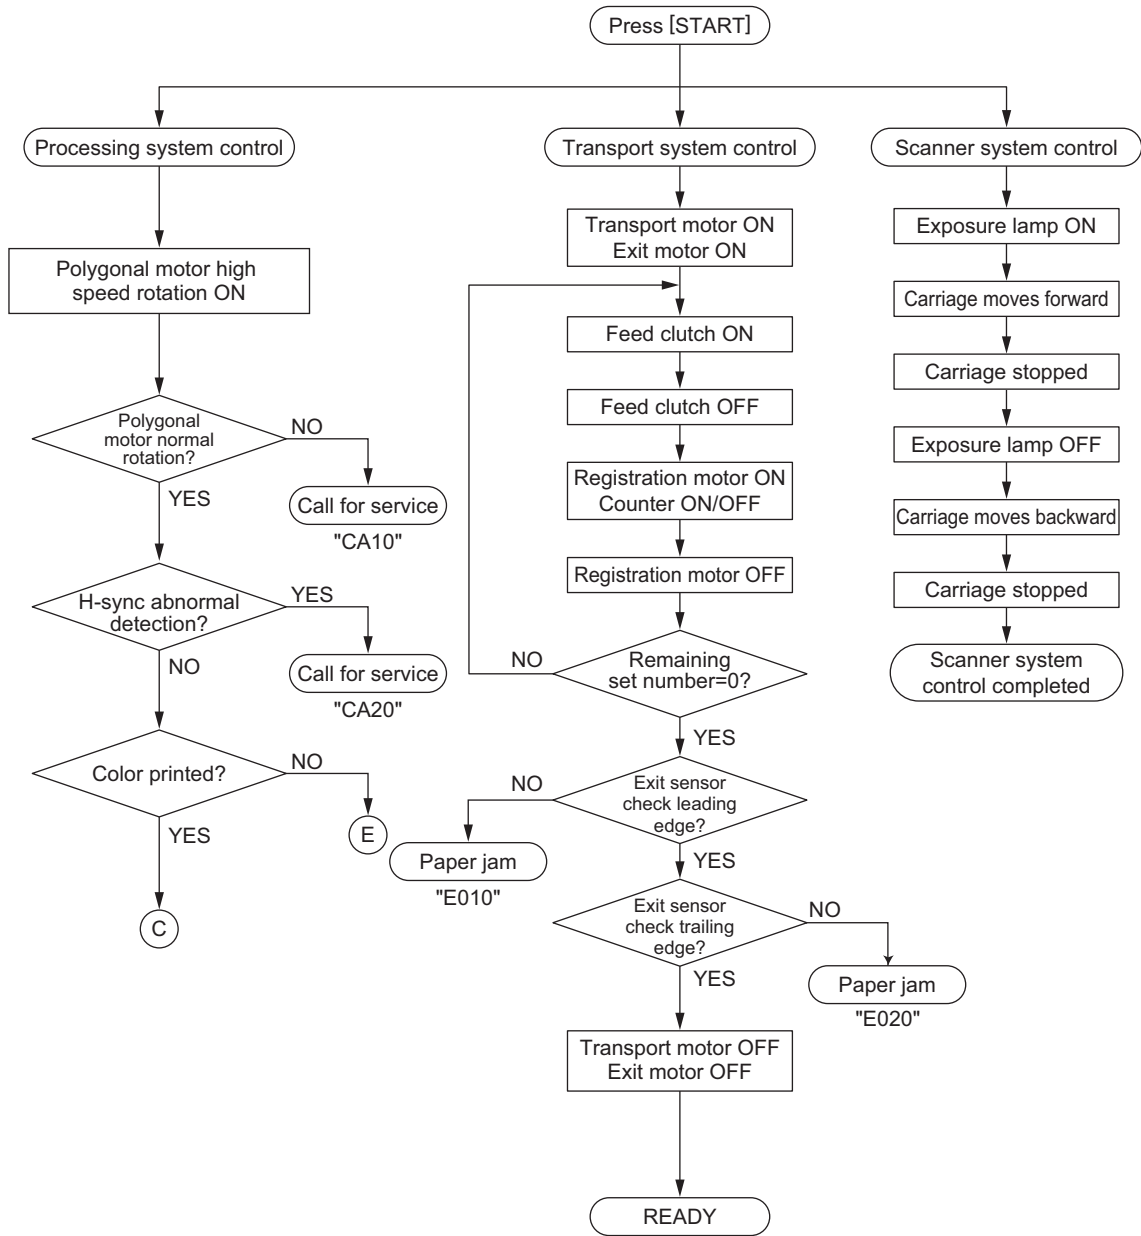 Press [START]
Processing system control
Transport system control
Scanner system control
Polygonal motor high
speed rotation ON
Polygonal
motor normal
rotation?
NO
YES
Call for service
"CA10"
H-sync abnormal
detection?
YES
NO
Call for service
"CA20"
Color printed?
NO
YES
E
C
Transport motor ON
Exit motor ON
Feed clutch ON
Feed clutch OFF
Registration motor ON
Counter ON/OFF
Registration motor OFF
Remaining
set number=0?
NO
YES
Exit sensor
check leading
edge?
NO
YES
Paper jam
"E010"
Exit sensor
check trailing
edge?
NO
YES
Paper jam
"E020"
Transport motor OFF
Exit motor OFF
READY
Exposure lamp ON
Carriage moves forward
Carriage stopped
Exposure lamp OFF
Carriage moves backward
Carriage stopped
Scanner system
control completed